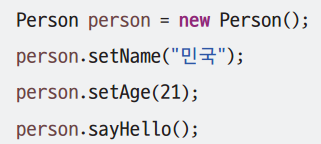 Person person = new Person();
person.setName("민국");
person.setAge(21);
person.sayHello();